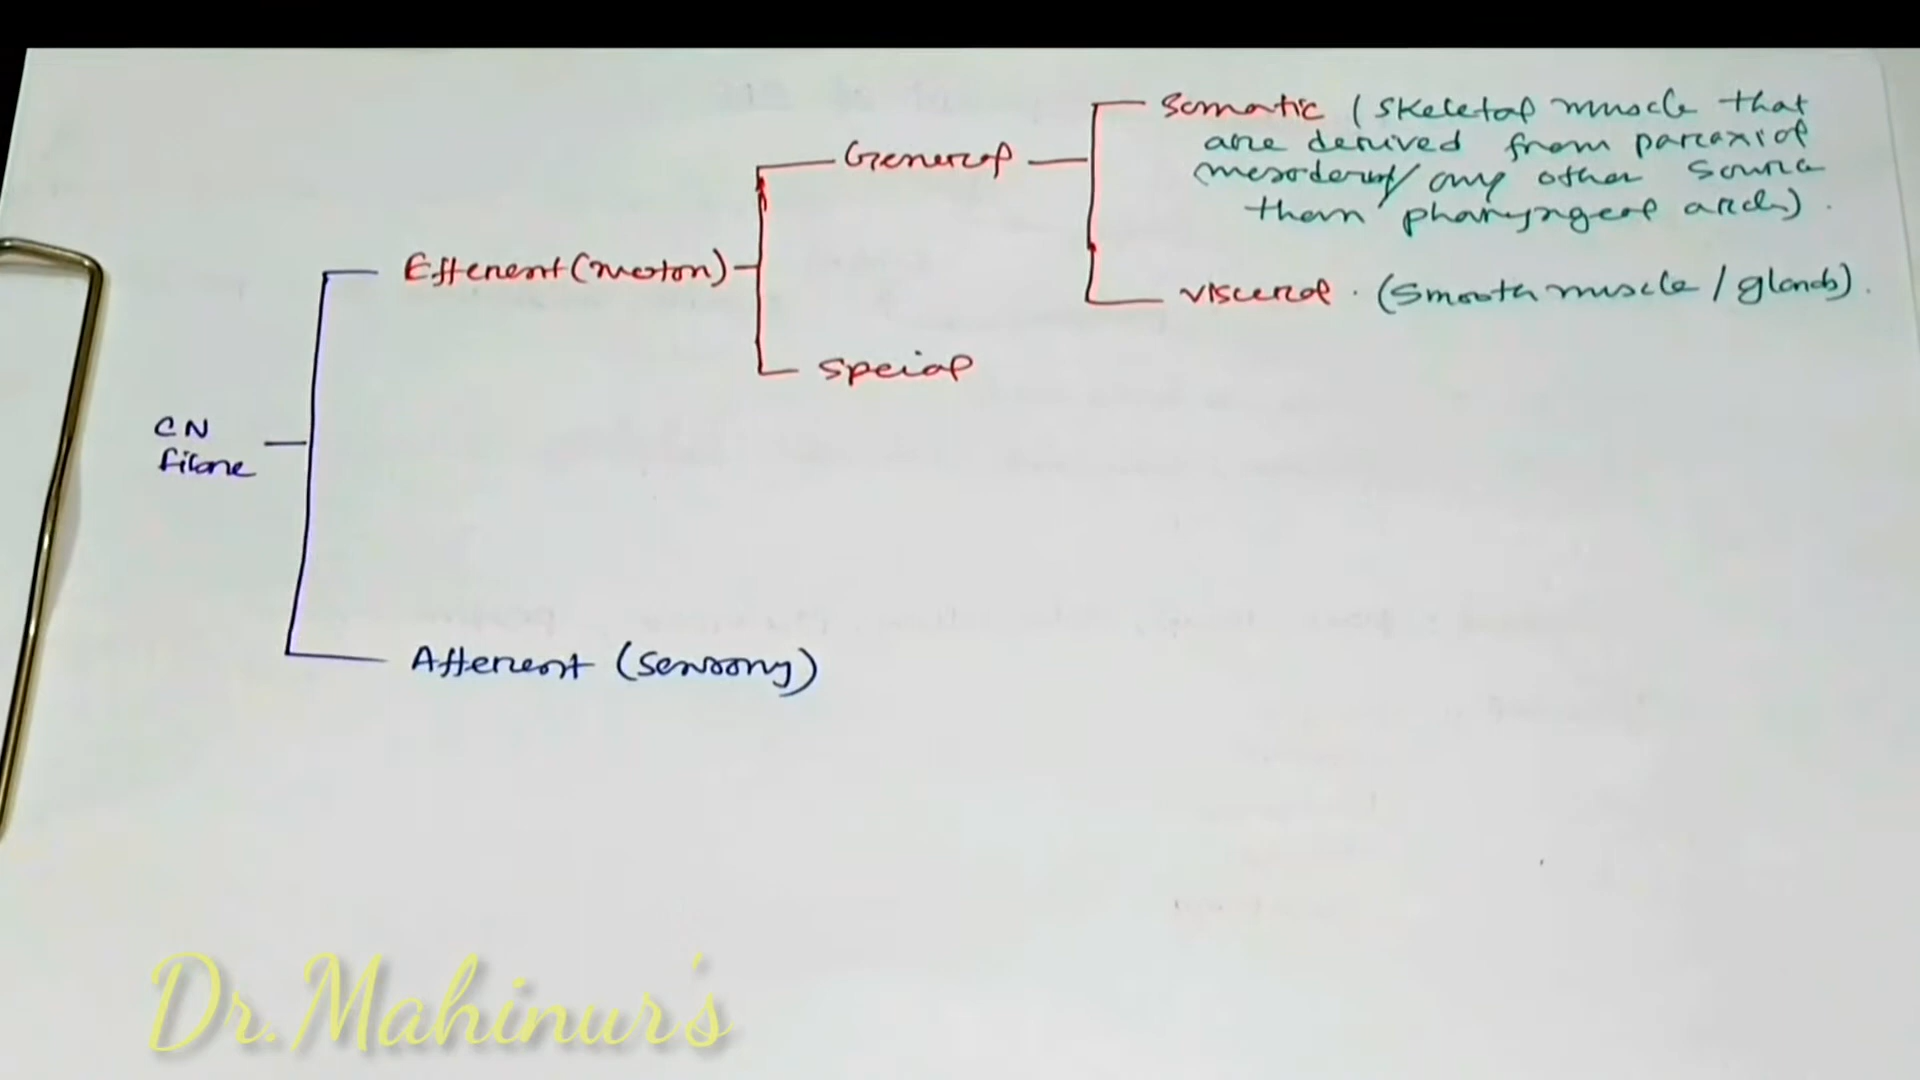 Somatic (skeletal muscle that
are derived from paraxial
mesoderm/ any other source
than pharyngeal arch).
General
Visceral. (Smooth muscle / glands).
Efferent (motor)
Speial
CN
fibre
Afferent (sensory)
Dr. Mahinur's